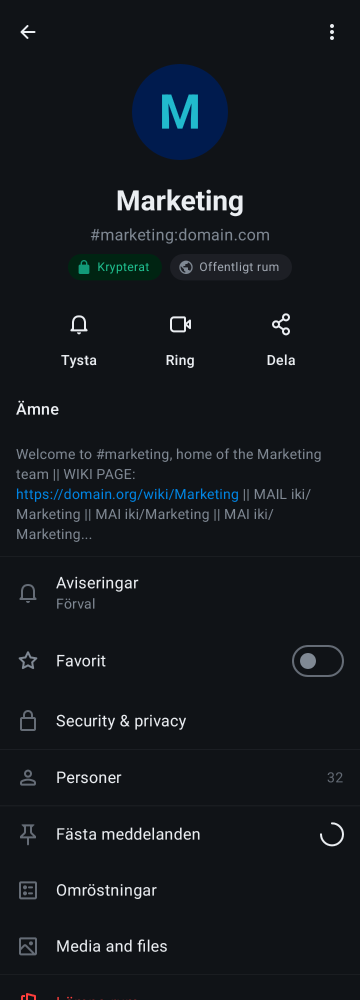 M
Marketing
#marketing:domain.com
Krypterat
Offentligt rum
Tysta
Ring
Dela
Ämne
Welcome to #marketing, home of the Marketing
team || WIKI PAGE:
https://domain.org/wiki/Marketing || MAIL iki/
Marketing || MAI iki/Marketing || MAI iki/
Marketing...
Aviseringar
Förval
Favorit
Security & privacy
Personer 32
Fästa meddelanden
Omröstningar
Media and files